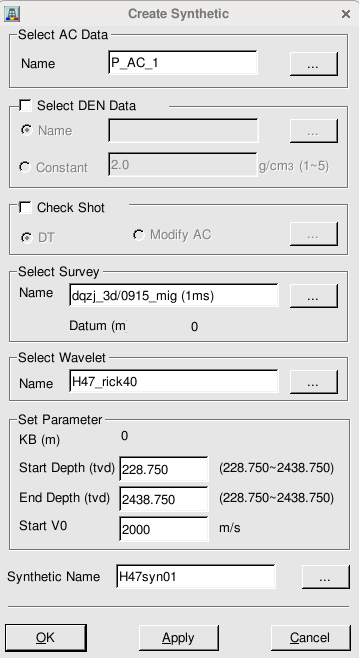 Create Synthetic
Select AC Data
Name P_AC_1 ...
Select DEN Data
Name ...
Constant 2.0 g/cm3 (1~5)
Check Shot
DT Modify AC ...
Select Survey
Name dqzj_3d/0915_mig (1ms) ...
Datum (m 0
Select Wavelet
Name H47_rick40 ...
Set Parameter
KB (m) 0
Start Depth (tvd) 228.750 (228.750~2438.750)
End Depth (tvd) 2438.750 (228.750~2438.750)
Start V0 2000 m/s
Synthetic Name H47syn01 ...
OK Apply Cancel